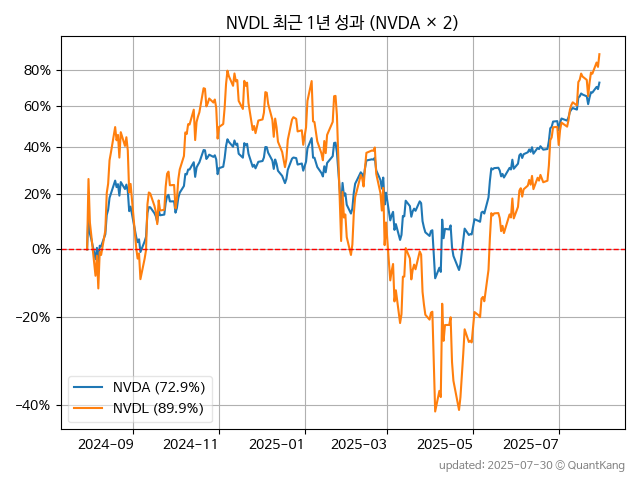 NVDL 최근 1년 성과 (NVDA × 2)
80%
60%
40%
20%
0%
−20%
−40%
NVDA (72.9%)
NVDL (89.9%)
2024−09 2024−11 2025−01 2025−03 2025−05 2025−07
updated: 2025-07-30 © QuantKang